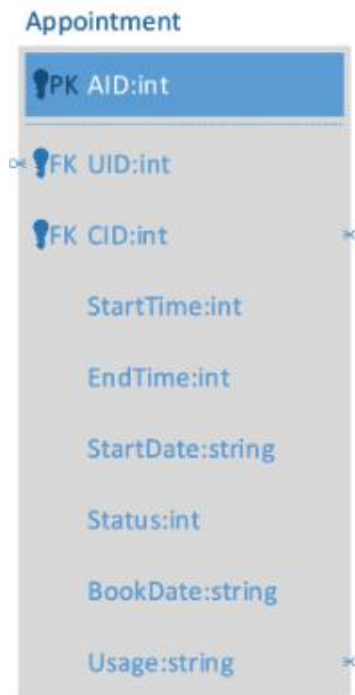 Appointment
PK AID:int
FK UID:int
FK CID:int
StartTime:int
EndTime:int
StartDate:string
Status:int
BookDate:string
Usage:string